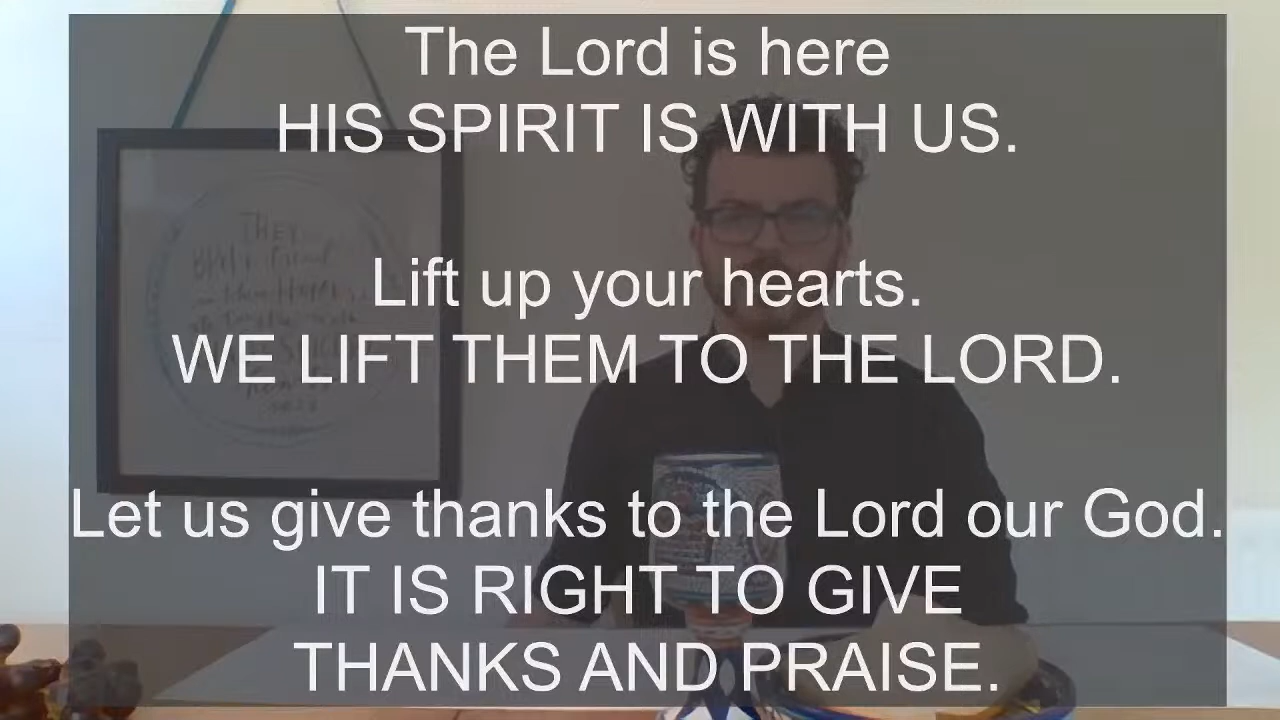 The Lord is here
HIS SPIRIT IS WITH US.
Lift up your hearts.
WE LIFT THEM TO THE LORD.
Let us give thanks to the Lord our God.
IT IS RIGHT TO GIVE
THANKS AND PRAISE.
THEY